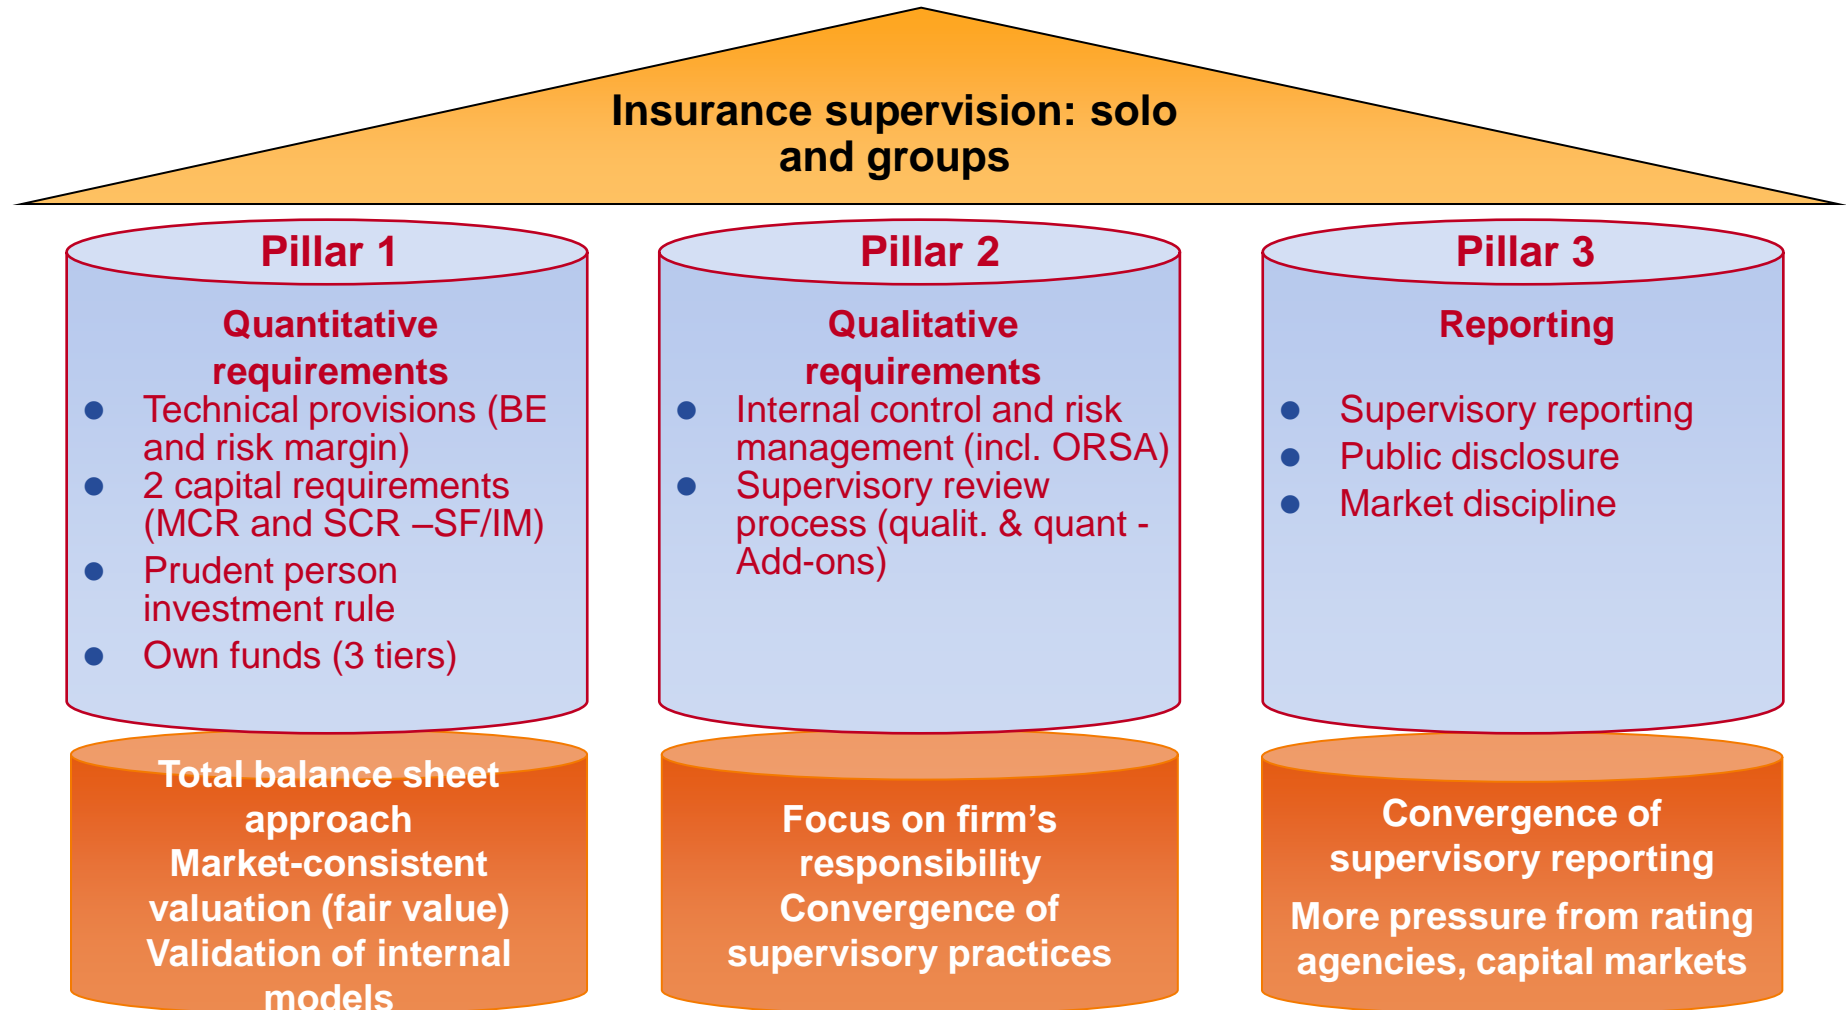 Insurance supervision: solo
and groups
Pillar 1
Quantitative
requirements
● Technical provisions (BE
and risk margin)
● 2 capital requirements
(MCR and SCR –SF/IM)
● Prudent person
investment rule
● Own funds (3 tiers)
Total balance sheet
approach
Market-consistent
valuation (fair value)
Validation of internal
models
Pillar 2
Qualitative
requirements
● Internal control and risk
management (incl. ORSA)
● Supervisory review
process (qualit. & quant -
Add-ons)
Focus on firm’s
responsibility
Convergence of
supervisory practices
Pillar 3
Reporting
● Supervisory reporting
● Public disclosure
● Market discipline
Convergence of
supervisory reporting
More pressure from rating
agencies, capital markets